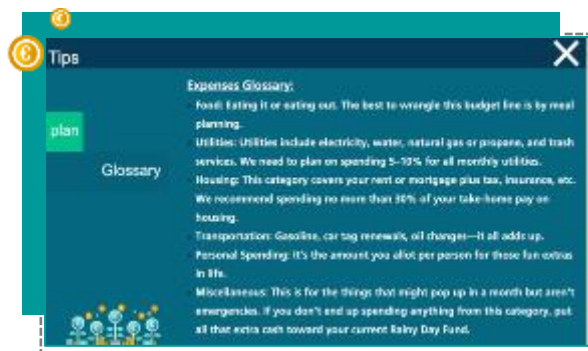 Tips
Expenses Glossary:
Food: Eating it or eating out. The best to wrangle this budget line is by meal
planning.
plan
Utilities: Utilities include electricity, water, natural gas or propane, and trash
services. We need to plan on spending 5–10% for all monthly utilities.
Glossary
Housing: This category covers your rent or mortgage plus tax, insurance, etc.
We recommend spending no more than 30% of your take-home pay on
housing.
Transportation: Gasoline, car tag renewals, oil changes—it all adds up.
Personal Spending: It's the amount you allot per person for those fun extras
in life.
Miscellaneous: This is for the things that might pop up in a month but aren't
emergencies. If you don't end up spending anything from this category, put
all that extra cash toward your current Rainy Day Fund.